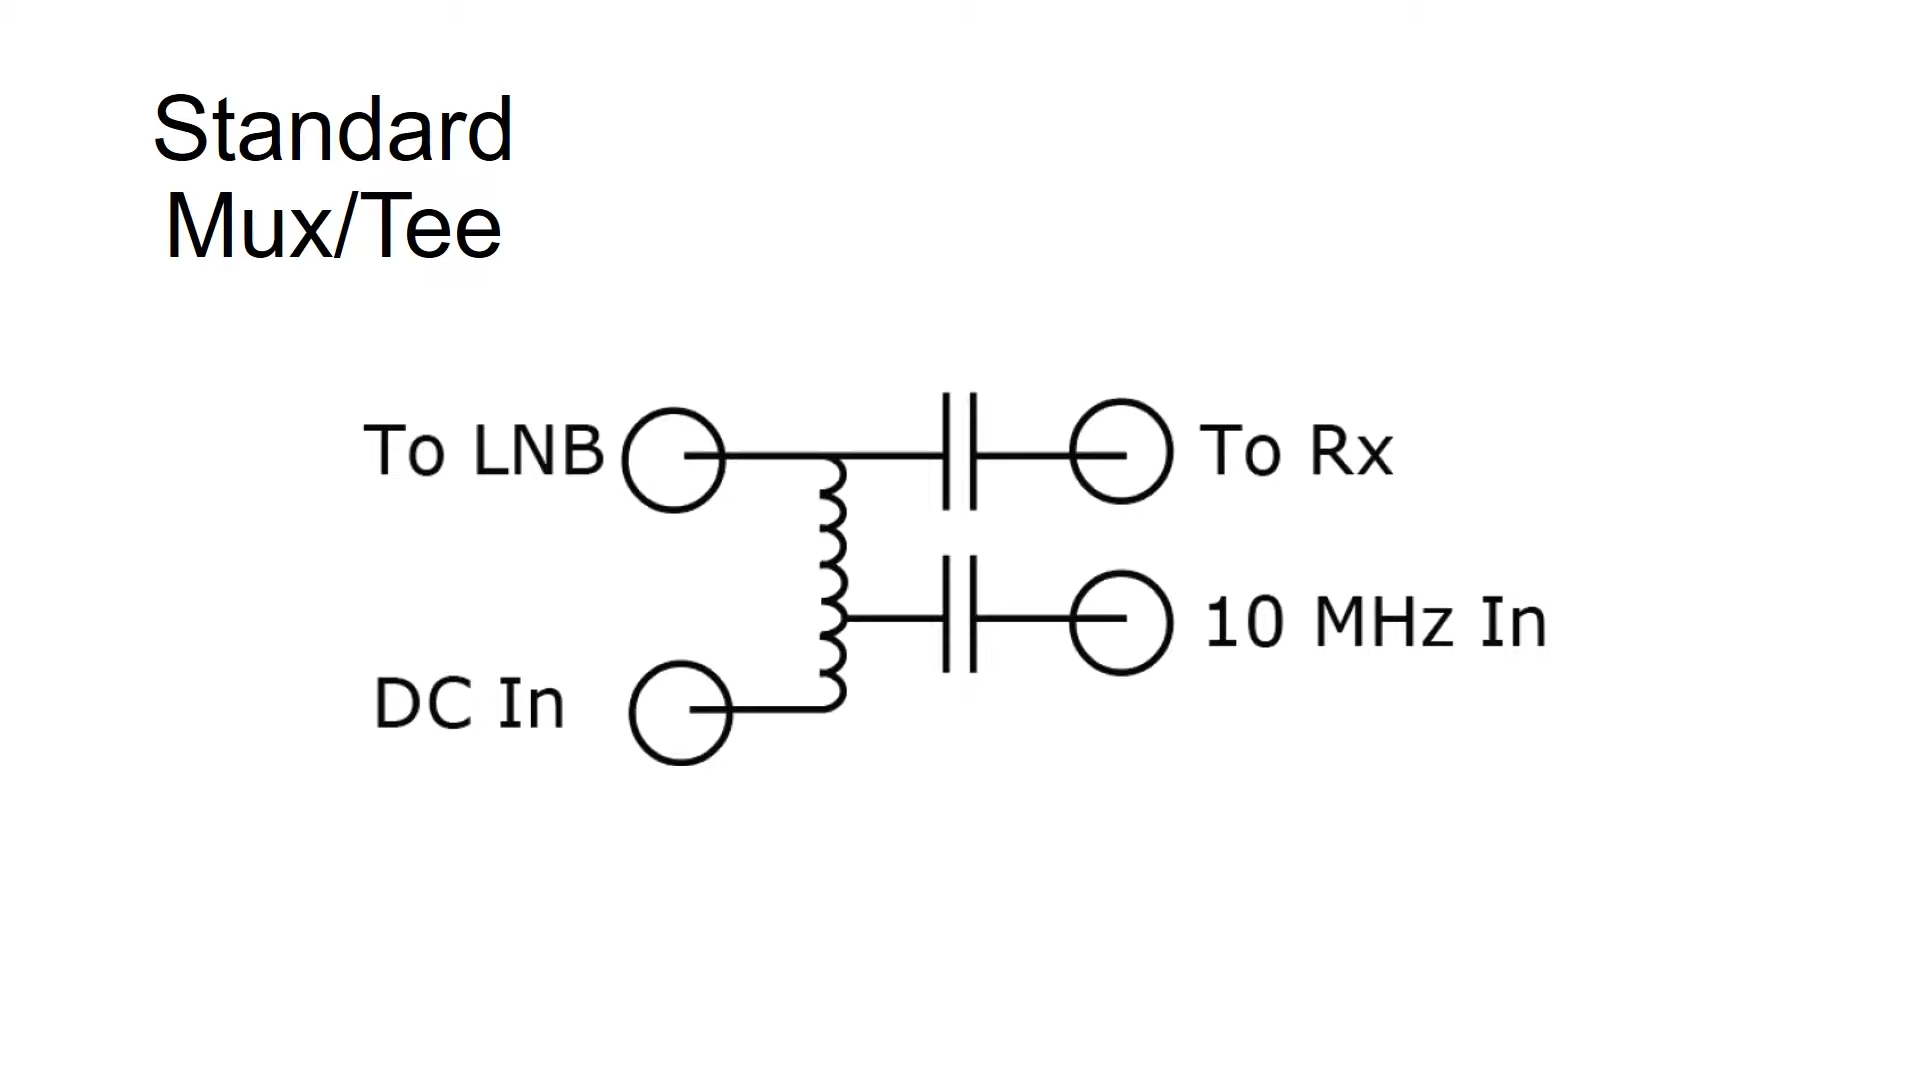 Standard
Mux/Tee
To LNB
To Rx
10 MHz In
DC In